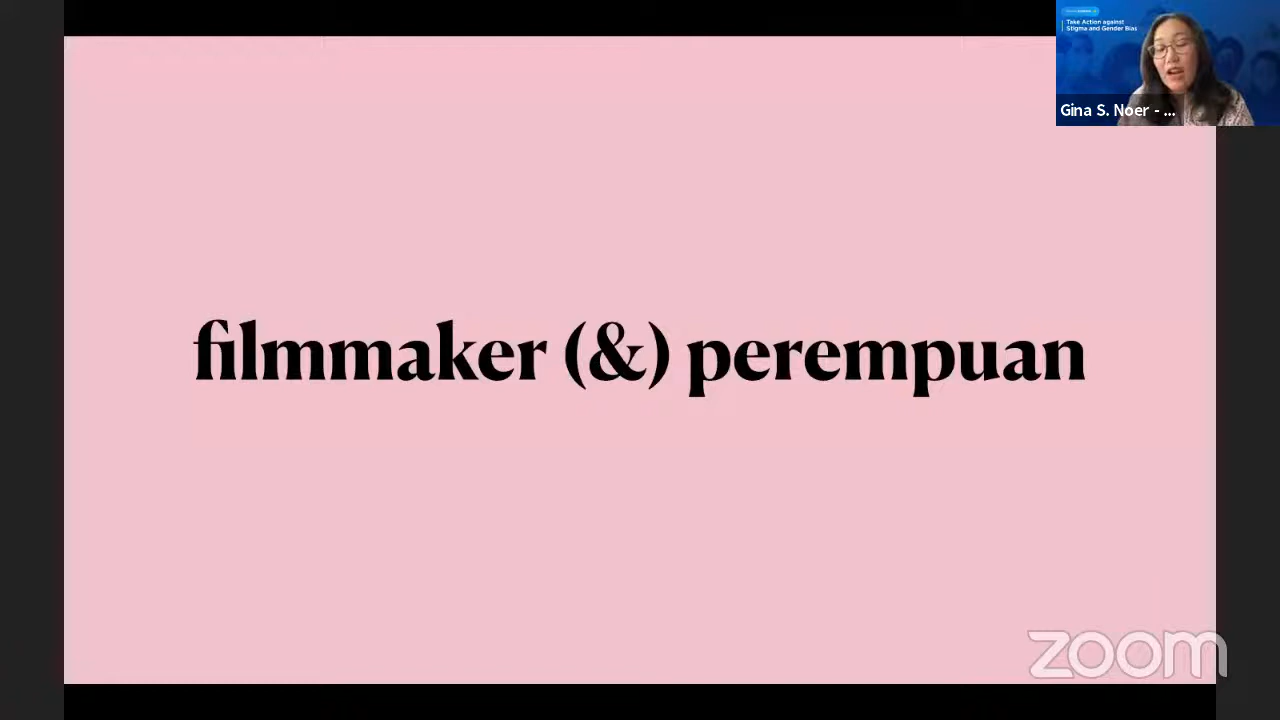 Take Action against
Stigma and Gender Bias
Gina S. Noer - ...
filmmaker (&) perempuan
zoom